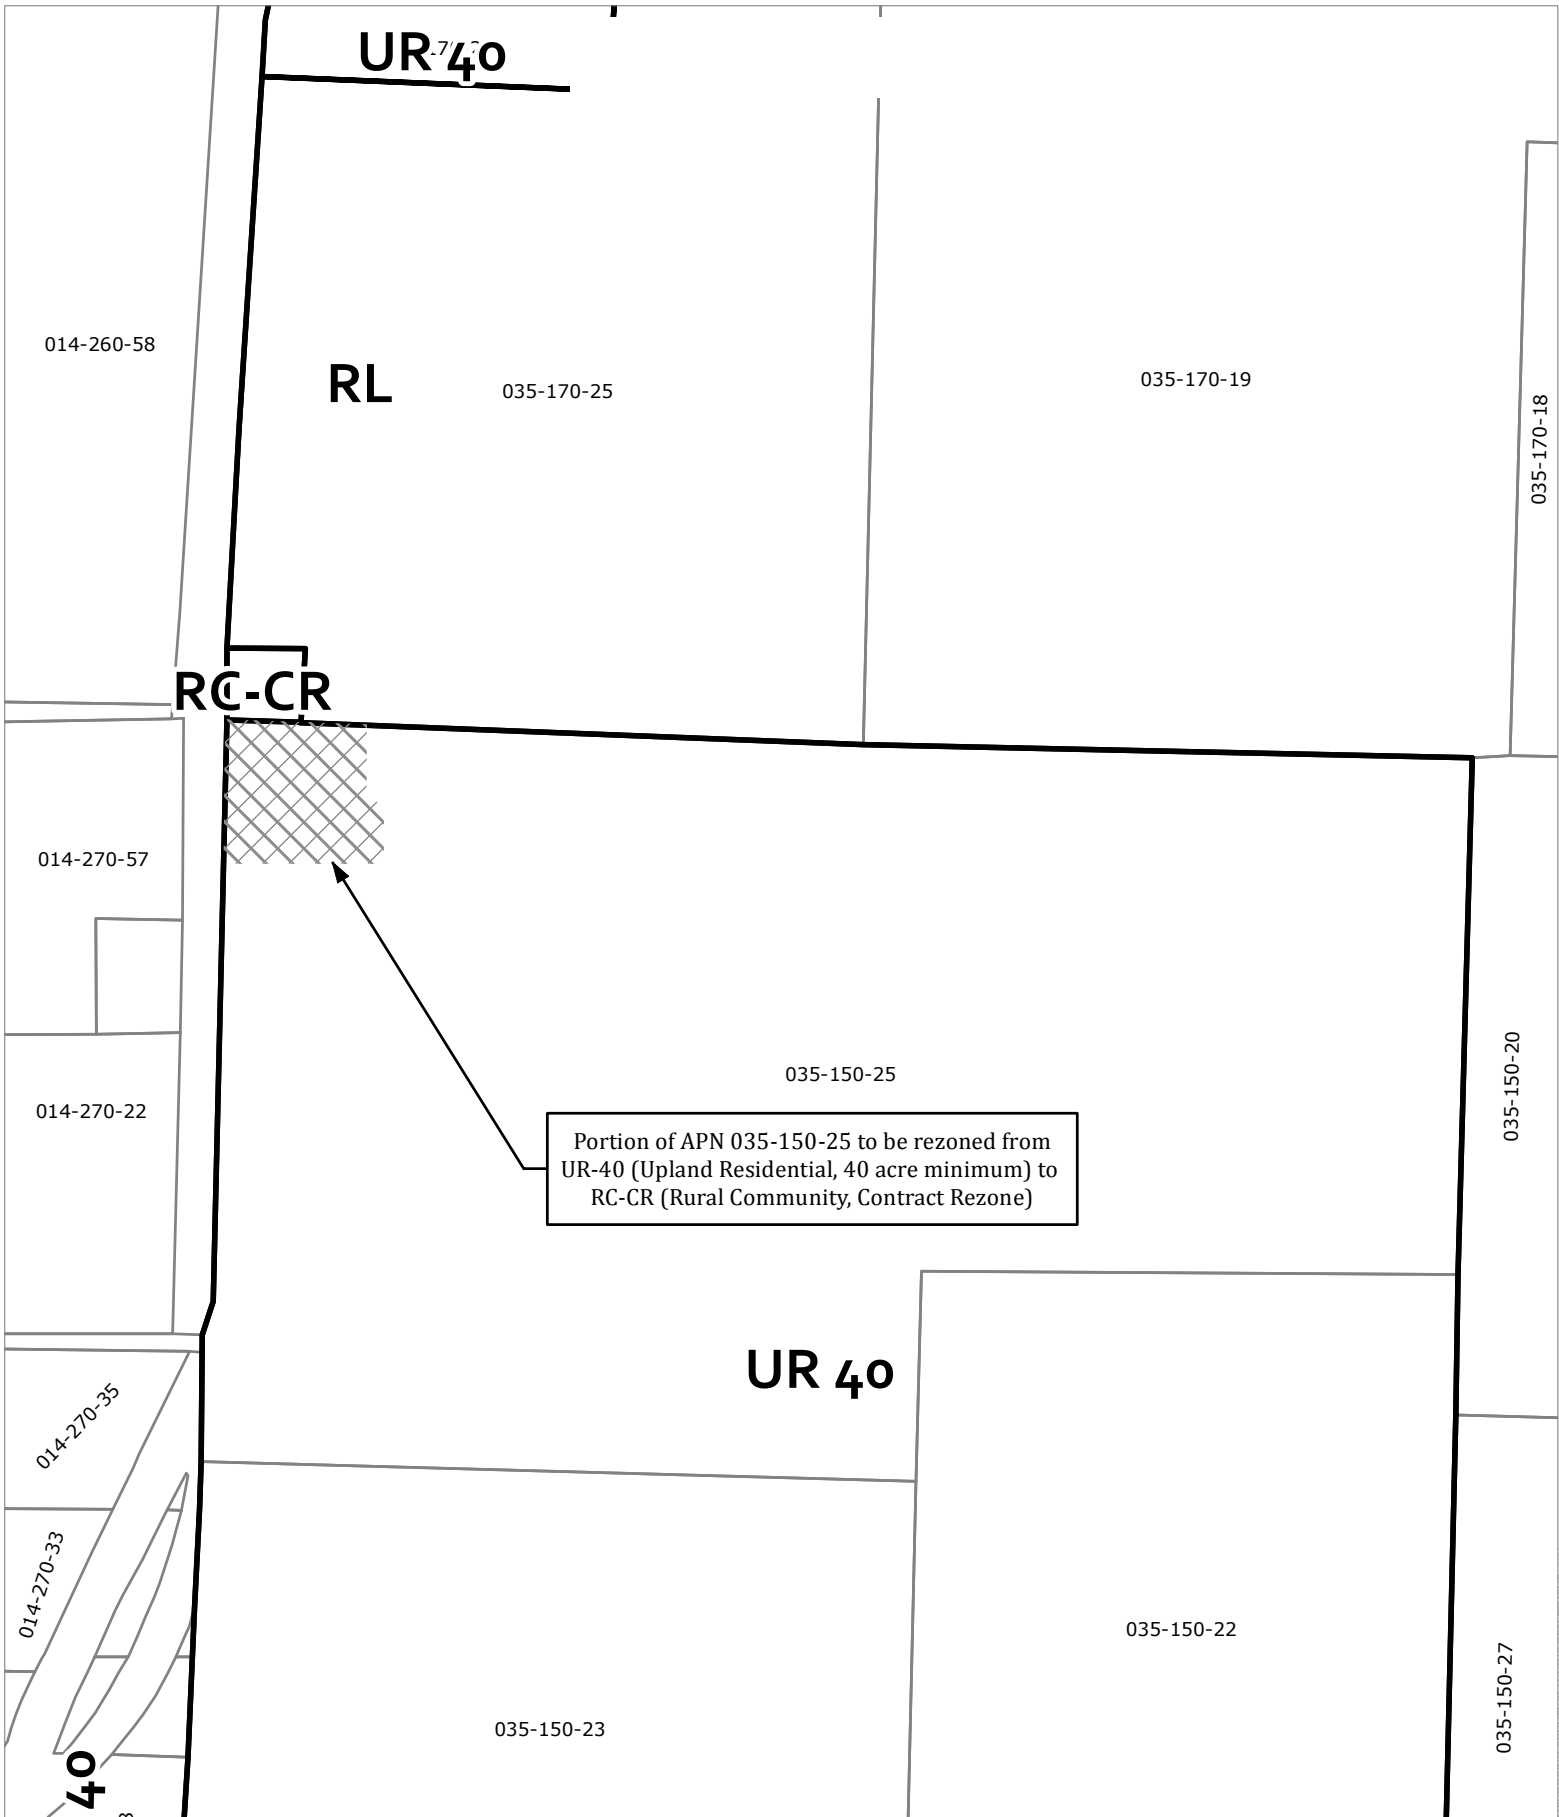 UR 40
014-260-58
RL
035-170-25
035-170-19
035-170-18
RC-CR
014-270-57
035-150-25
035-150-20
014-270-22
Portion of APN 035-150-25 to be rezoned from
UR-40 (Upland Residential, 40 acre minimum) to
RC-CR (Rural Community, Contract Rezone)
UR 40
014-270-35
014-270-33
035-150-22
035-150-27
035-150-23
40